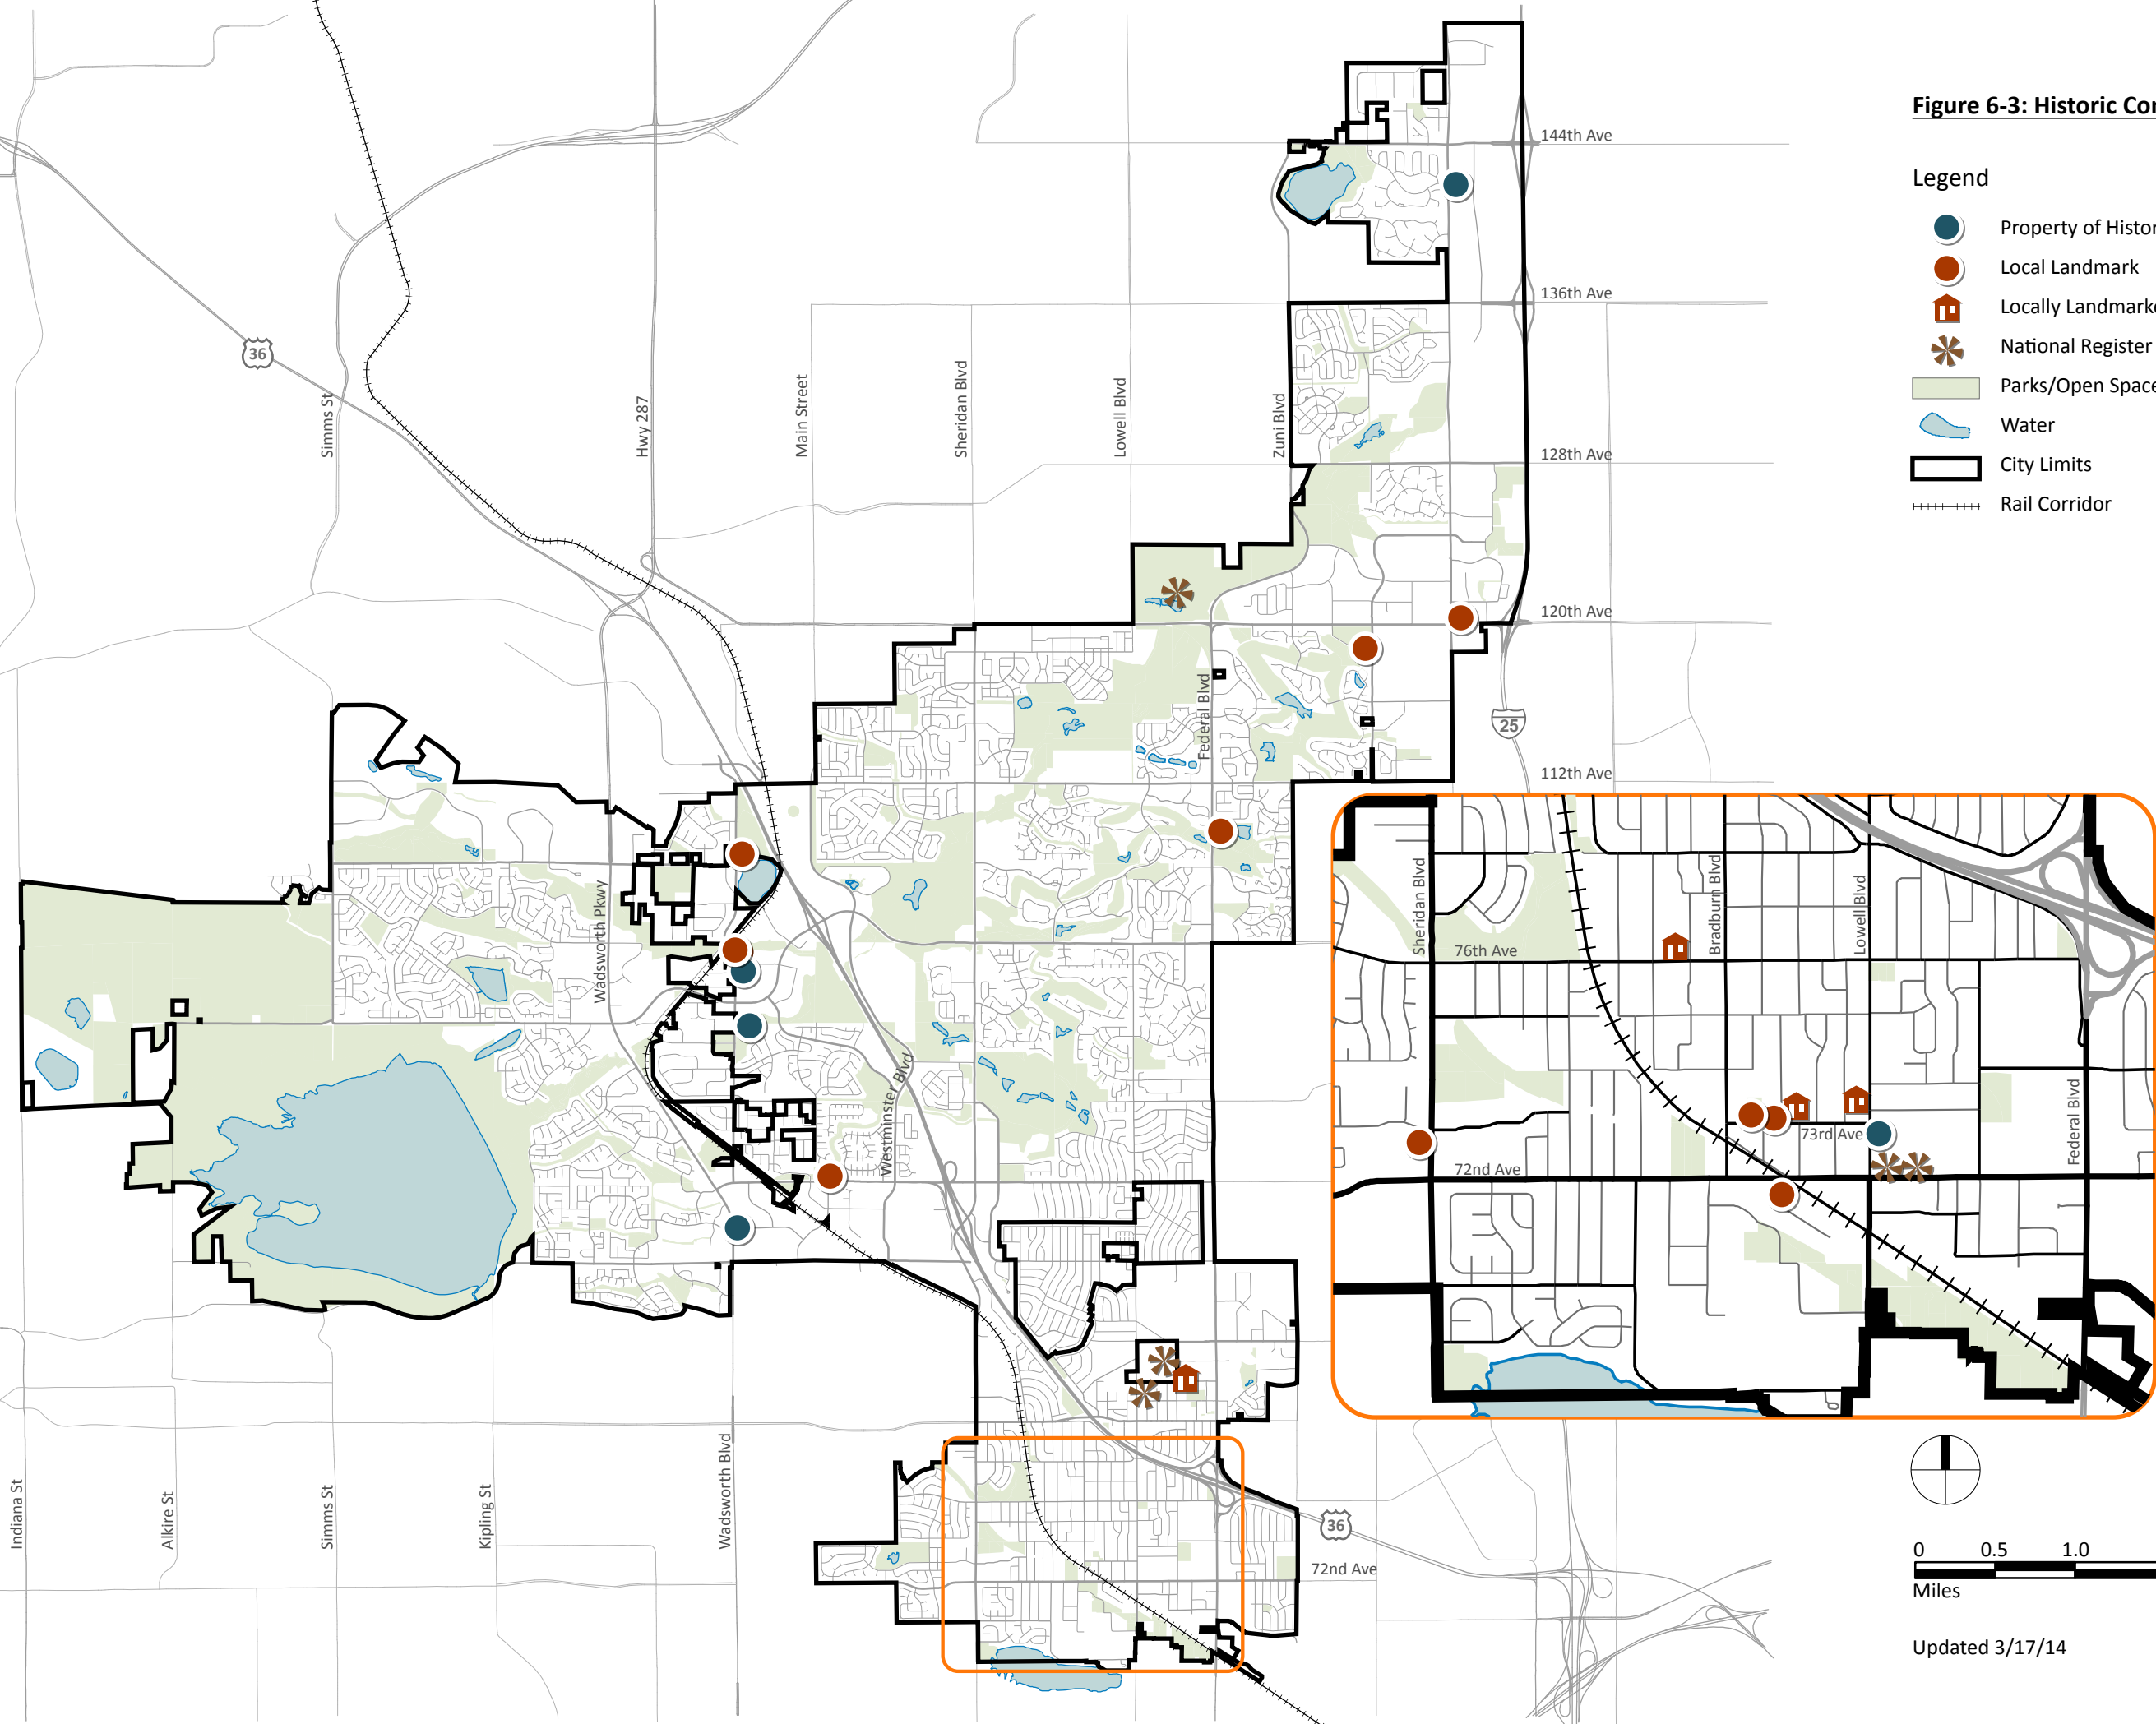 Figure 6-3: Historic Cor
Legend
Property of Histor
Local Landmark
Locally Landmarke
National Register
Parks/Open Space
Water
City Limits
Rail Corridor
144th Ave
136th Ave
128th Ave
120th Ave
112th Ave
36
Simms St
Hwy 287
Main Street
Sheridan Blvd
Lowell Blvd
Zuni Blvd
Federal Blvd
25
Wadsworth Pkwy
Westminster Blvd
Sheridan Blvd
Bradburn Blvd
Lowell Blvd
76th Ave
73rd Ave
72nd Ave
Federal Blvd
Indiana St
Alkire St
Simms St
Kipling St
Wadsworth Blvd
36
72nd Ave
0 0.5 1.0
Miles
Updated 3/17/14